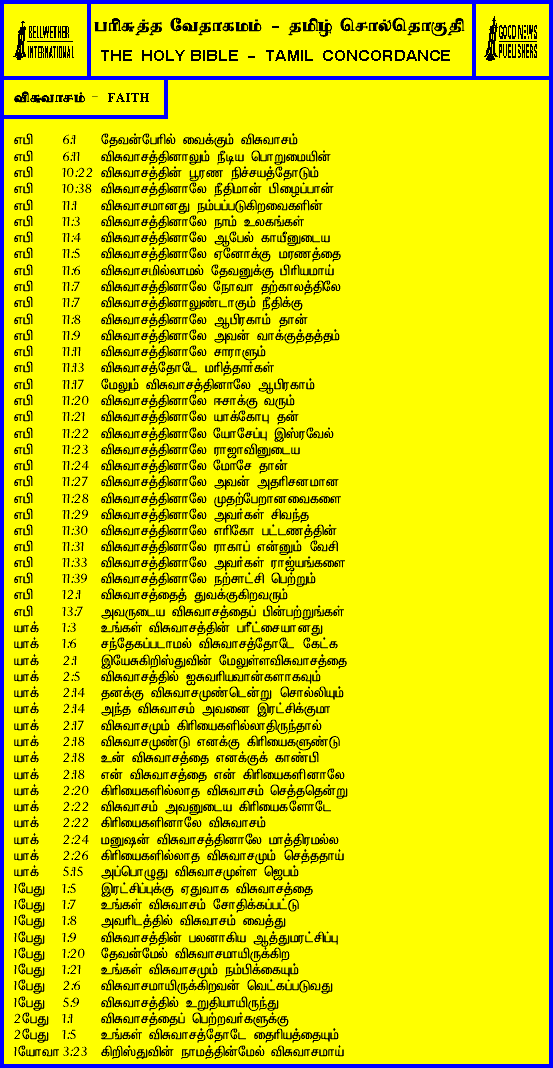 BELLWETHER
INTERNATIONAL
பரிசுத்த வேதாகமம் - தமிழ் சொல்தொகுதி
THE HOLY BIBLE - TAMIL CONCORDANCE
GOOD NEWS
PUBLISHERS
விசுவாசம் - FAITH
எபி 6:1 தேவன்பேரில் வைக்கும் விசுவாசம்
எபி 6:11 விசுவாசத்தினாலும் நீடிய பொறுமையின்
எபி 10:22 விசுவாசத்தின் பூரண நிச்சயத்தோடும்
எபி 10:38 விசுவாசத்தினாலே நீதிமான் பிழைப்பான்
எபி 11:1 விசுவாசமானது நம்பப்படுகிறவைகளின்
எபி 11:3 விசுவாசத்தினாலே நாம் உலகங்கள்
எபி 11:4 விசுவாசத்தினாலே ஆபேல் காயீனுடைய
எபி 11:5 விசுவாசத்தினாலே ஏனோக்கு மரணத்தை
எபி 11:6 விசுவாசமில்லாமல் தேவனுக்கு பிரியமாய்
எபி 11:7 விசுவாசத்தினாலே நோவா தற்காலத்திலே
எபி 11:7 விசுவாசத்தினாலுண்டாகும் நீதிக்கு
எபி 11:8 விசுவாசத்தினாலே ஆபிரகாம் தான்
எபி 11:9 விசுவாசத்தினாலே அவன் வாக்குத்தத்தம்
எபி 11:11 விசுவாசத்தினாலே சாராளும்
எபி 11:13 விசுவாசத்தோடே மரித்தார்கள்
எபி 11:17 மேலும் விசுவாசத்தினாலே ஆபிரகாம்
எபி 11:20 விசுவாசத்தினாலே ஈசாக்கு வரும்
எபி 11:21 விசுவாசத்தினாலே யாக்கோபு தன்
எபி 11:22 விசுவாசத்தினாலே யோசேப்பு இஸ்ரவேல்
எபி 11:23 விசுவாசத்தினாலே ராஜாவினுடைய
எபி 11:24 விசுவாசத்தினாலே மோசே தான்
எபி 11:27 விசுவாசத்தினாலே அவன் அதரிசனமான
எபி 11:28 விசுவாசத்தினாலே முதற்பேறானவைகளை
எபி 11:29 விசுவாசத்தினாலே அவர்கள் சிவந்த
எபி 11:30 விசுவாசத்தினாலே எரிகோ பட்டணத்தின்
எபி 11:31 விசுவாசத்தினாலே ராகாப் என்னும் வேசி
எபி 11:33 விசுவாசத்தினாலே அவர்கள் ராஜ்யங்களை
எபி 11:39 விசுவாசத்தினாலே நற்சாட்சி பெற்றும்
எபி 12:1 விசுவாசத்தைத் துவக்குகிறவரும்
எபி 13:7 அவருடைய விசுவாசத்தைப் பின்பற்றுங்கள்
யாக் 1:3 உங்கள் விசுவாசத்தின் பரீட்சையானது
யாக் 1:6 சந்தேகப்படாமல் விசுவாசத்தோடே கேட்க
யாக் 2:1 இயேசுகிறிஸ்துவின் மேலுள்ளவிசுவாசத்தை
யாக் 2:5 விசுவாசத்தில் ஐசுவரியவான்களாகவும்
யாக் 2:14 தனக்கு விசுவாசமுண்டென்று சொல்லியும்
யாக் 2:14 அந்த விசுவாசம் அவனை இரட்சிக்குமா
யாக் 2:17 விசுவாசமும் கிரியைகளில்லாதிருந்தால்
யாக் 2:18 விசுவாசமுண்டு எனக்கு கிரியைகளுண்டு
யாக் 2:18 உன் விசுவாசத்தை எனக்குக் காண்பி
யாக் 2:18 என் விசுவாசத்தை என் கிரியைகளினாலே
யாக் 2:20 கிரியைகளில்லாத விசுவாசம் செத்ததென்று
யாக் 2:22 விசுவாசம் அவனுடைய கிரியைகளோடே
யாக் 2:22 கிரியைகளினாலே விசுவாசம்
யாக் 2:24 மனுஷன் விசுவாசத்தினாலே மாத்திரமல்ல
யாக் 2:26 கிரியைகளில்லாத விசுவாசமும் செத்ததாய்
யாக் 5:15 அப்பொழுது விசுவாசமுள்ள ஜெபம்
1பேது 1:5 இரட்சிப்புக்கு ஏதுவாக விசுவாசத்தை
1பேது 1:7 உங்கள் விசுவாசம் சோதிக்கப்பட்டு
1பேது 1:8 அவரிடத்தில் விசுவாசம் வைத்து
1பேது 1:9 விசுவாசத்தின் பலனாகிய ஆத்துமரட்சிப்பு
1பேது 1:20 தேவன்மேல் விசுவாசமாயிருக்கிற
1பேது 1:21 உங்கள் விசுவாசமும் நம்பிக்கையும்
1பேது 2:6 விசுவாசமாயிருக்கிறவன் வெட்கப்படுவது
1பேது 5:9 விசுவாசத்தில் உறுதியாயிருந்து
2பேது 1:1 விசுவாசத்தைப் பெற்றவர்களுக்கு
2பேது 1:5 உங்கள் விசுவாசத்தோடே தைரியத்தையும்
1யோவா 3:23 கிறிஸ்துவின் நாமத்தின்மேல் விசுவாசமாய்